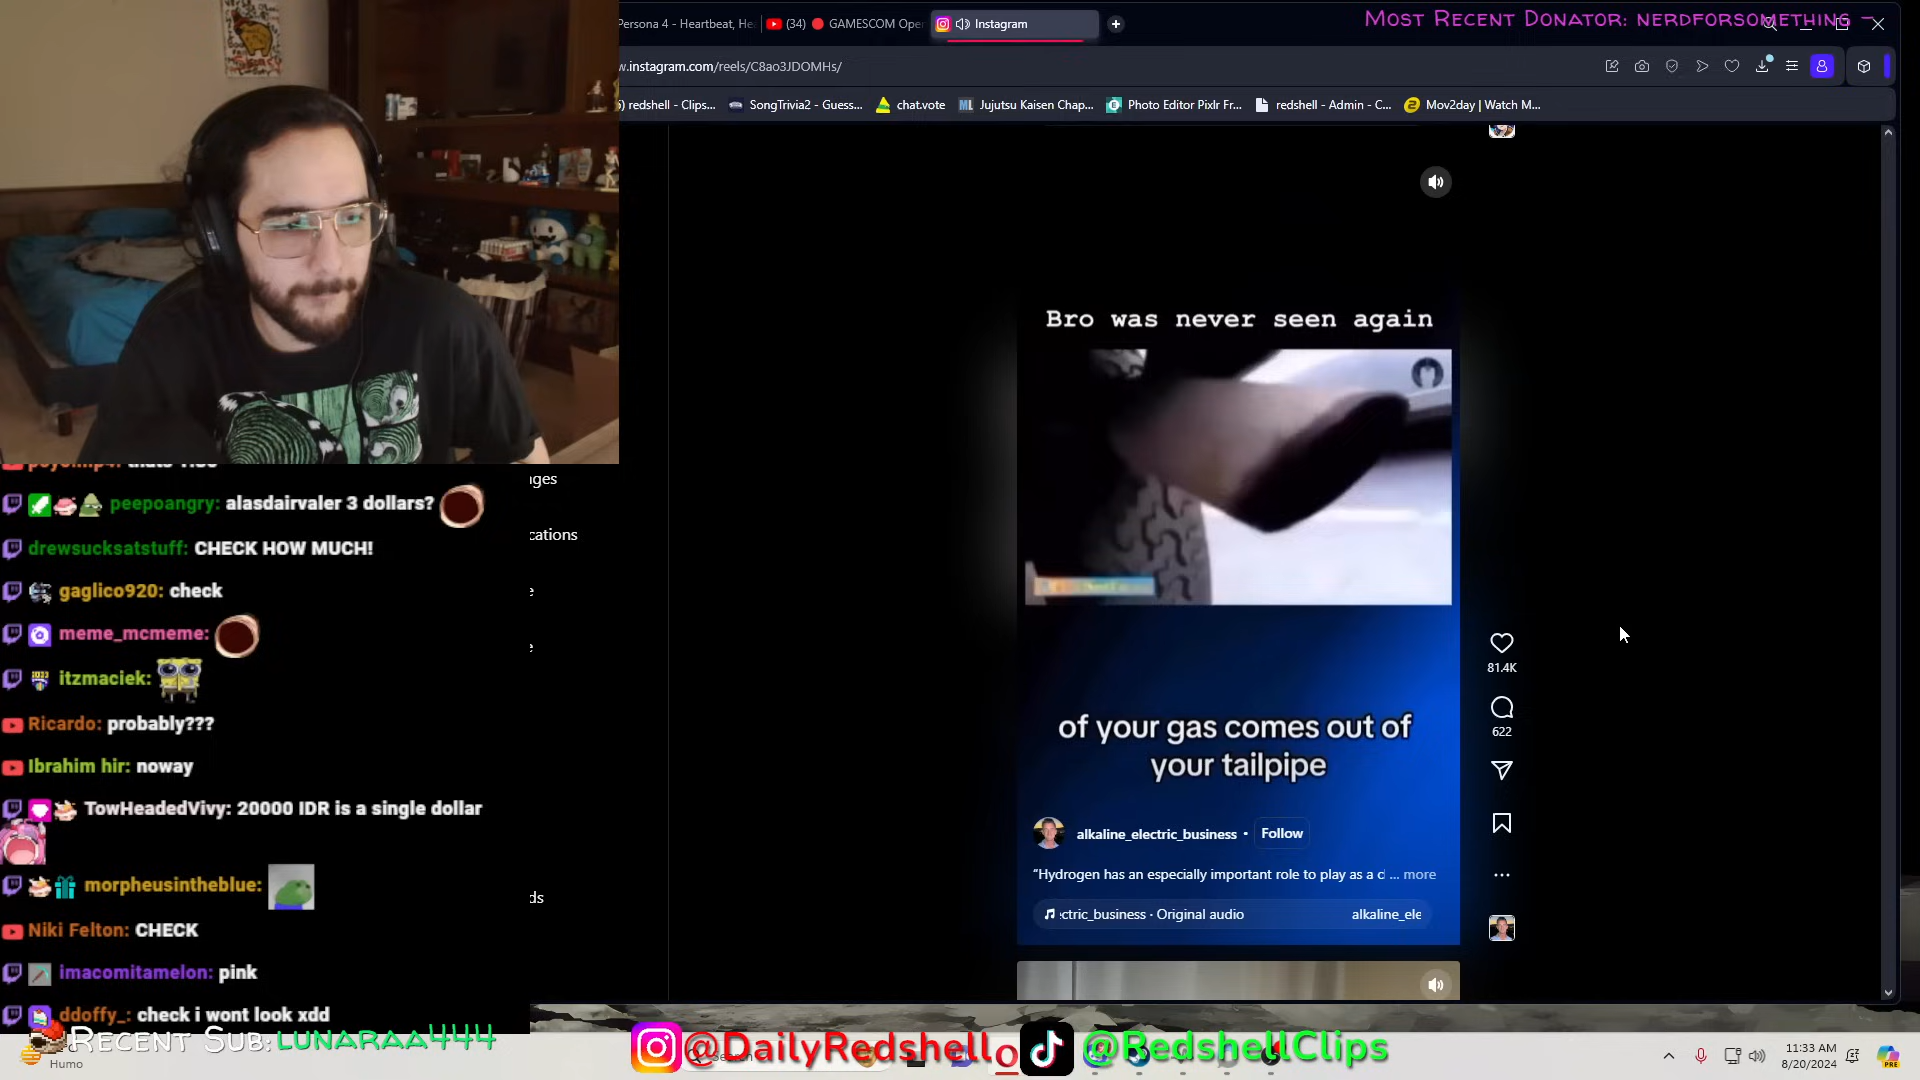 Persona 4 - Heartbeat, He
(34)
GAMESCOM Ope
Instagram
Most Recent Donator: nerdforsomething -
w.instagram.com/reels/C8ao3JDOMHs/
redshell - Clips...
SongTrivia2 - Guess...
chat.vote
Jujutsu Kaisen Chap...
Photo Editor Pixlr Fr...
redshell - Admin - C...
Mov2day | Watch M...
Bro was never seen again
of your gas comes out of
your tailpipe
alkaline_electric_business • Follow
"Hydrogen has an especially important role to play as a cl ... more
ctric_business · Original audio
alkaline_ele
81.4K
622
nges
cations
e
e
ds
peepoangry: alasdairvaler 3 dollars?
drewsucksatstuff: CHECK HOW MUCH!
gaglico920: check
meme_mcmeme:
itzmaciek:
Ricardo: probably???
Ibrahim hir: noway
TowHeadedVivy: 20000 IDR is a single dollar
morpheusintheblue:
Niki Felton: CHECK
imacomitamelon: pink
ddoffy_: check i wont look xdd
Recent Sub: lunaraa444
Humo
@DailyRedshell
@RedshellClips
11:33 AM
8/20/2024